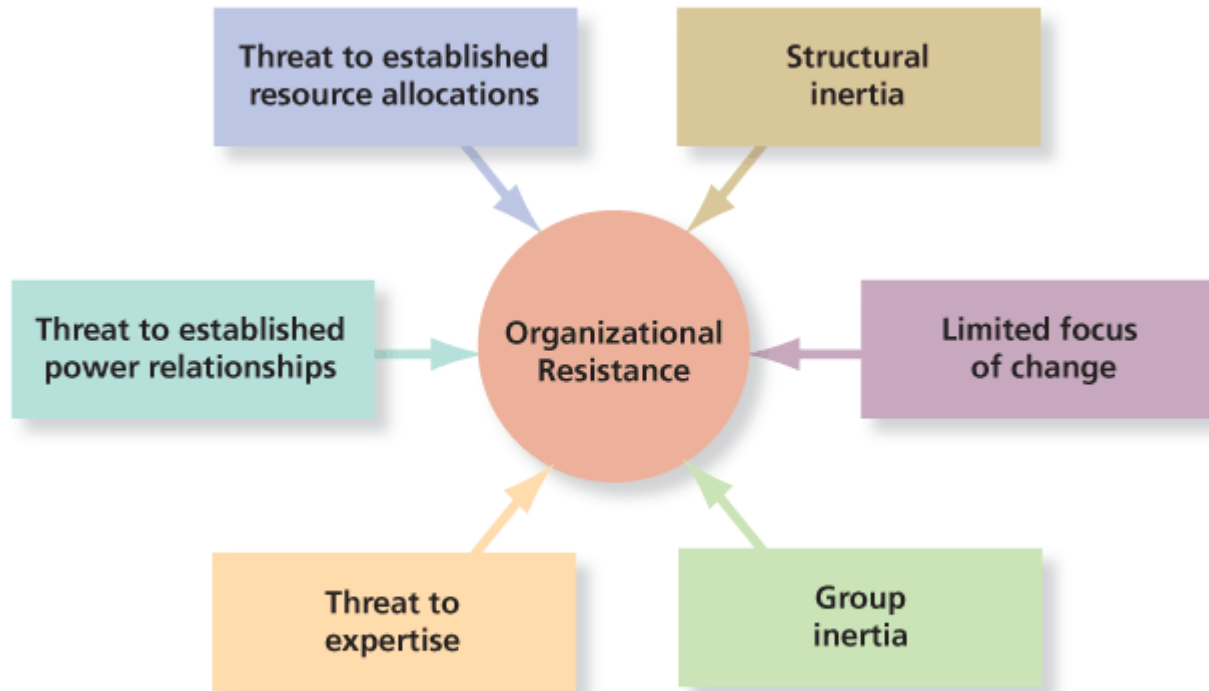 Threat to established
resource allocations
Structural
inertia
Threat to established
power relationships
Organizational
Resistance
Limited focus
of change
Threat to
expertise
Group
inertia